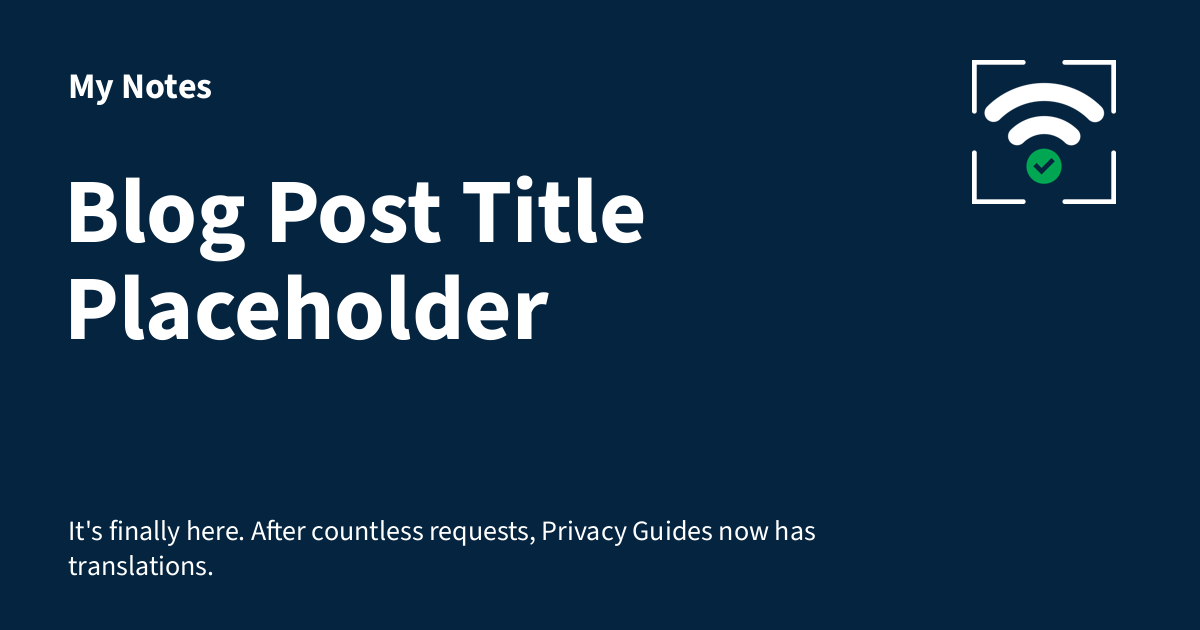 My Notes
Blog Post Title
Placeholder
It's finally here. After countless requests, Privacy Guides now has
translations.